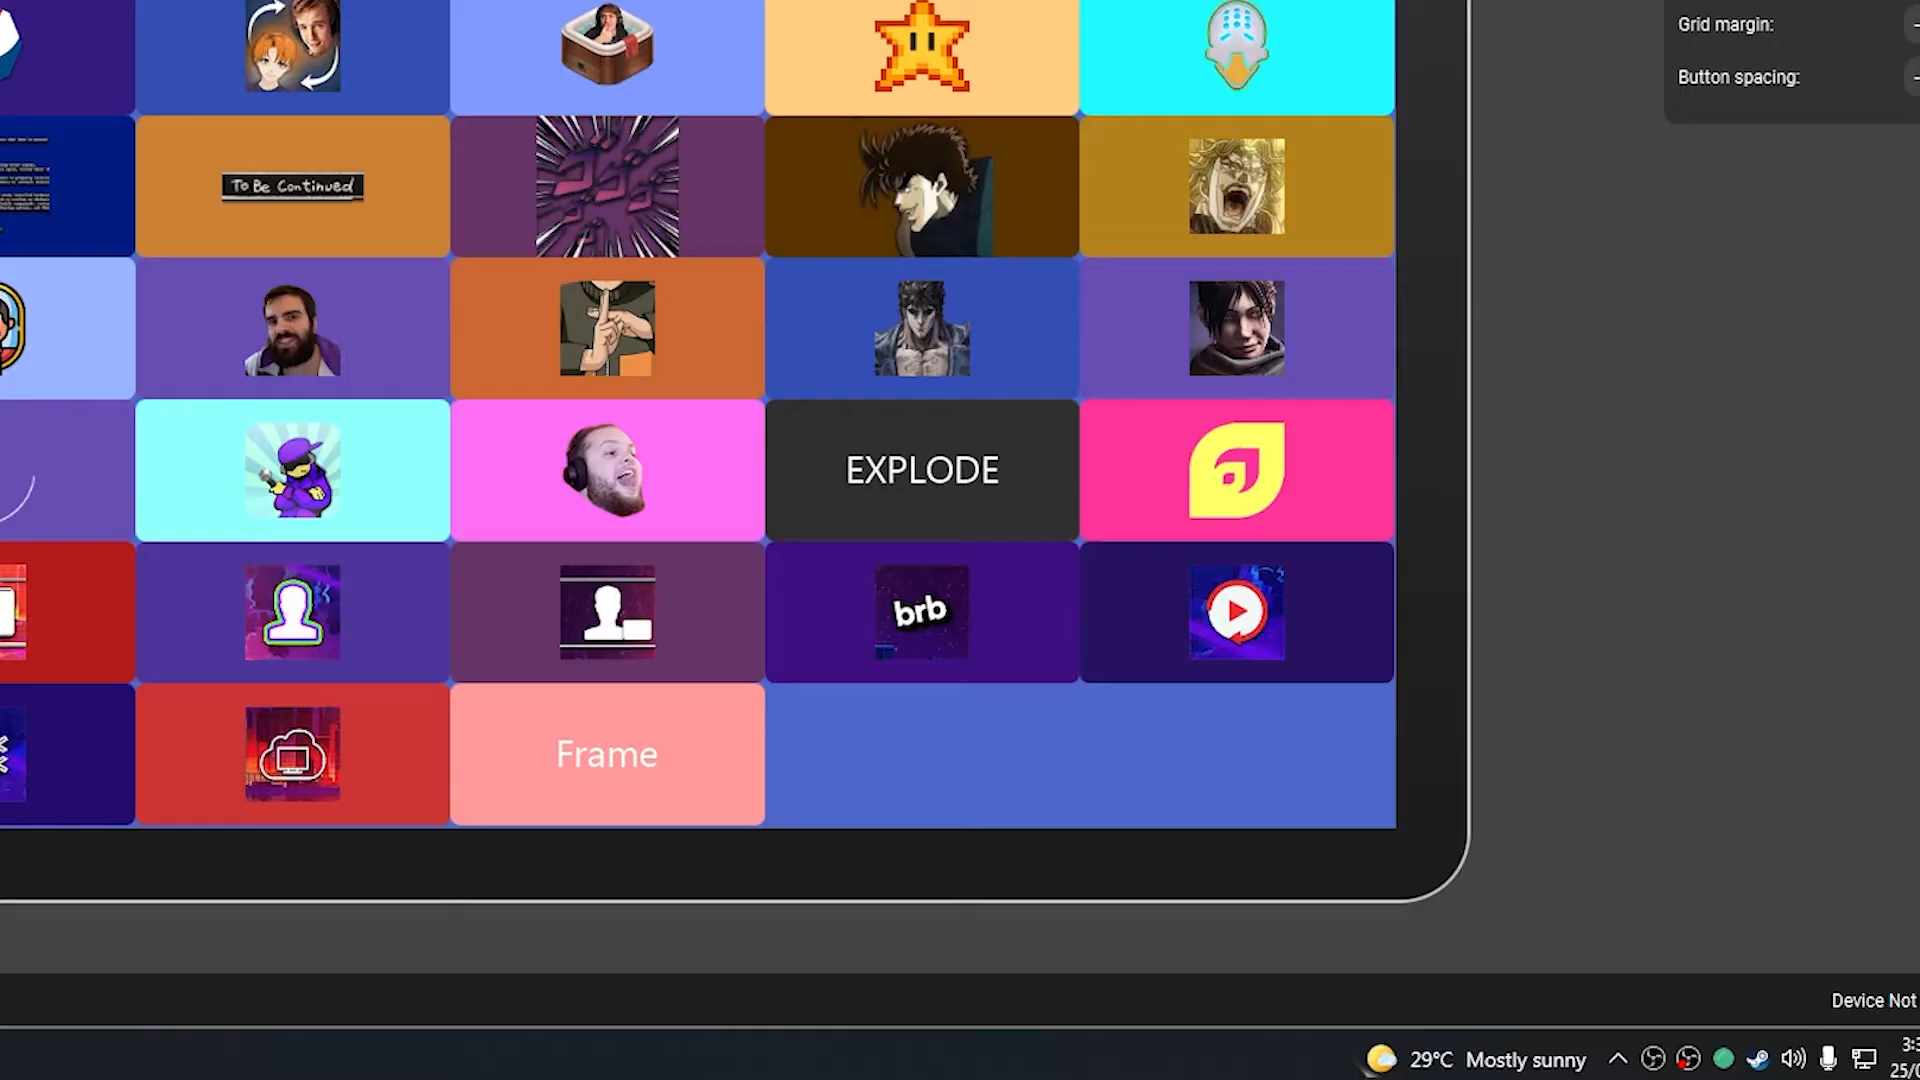 Grid margin:
Button spacing:
To Be Continued
EXPLODE
brb
Frame
Device Not
29°C Mostly sunny